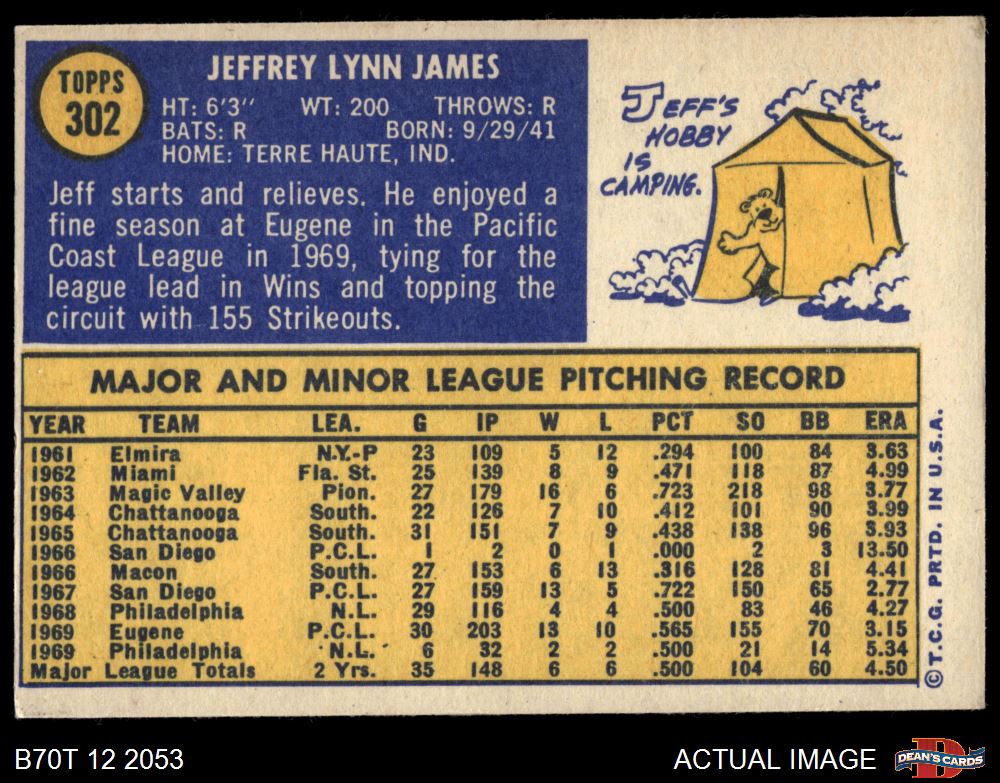 TOPPS
302
JEFFREY LYNN JAMES
HT: 6'3" WT: 200 THROWS: R
BATS: R BORN: 9/29/41
HOME: TERRE HAUTE, IND.
Jeff starts and relieves. He enjoyed a
fine season at Eugene in the Pacific
Coast League in 1969, tying for the
league lead in Wins and topping the
circuit with 155 Strikeouts.
JEFF'S
HOBBY
IS
CAMPING.
MAJOR AND MINOR LEAGUE PITCHING RECORD
YEAR TEAM LEA. G IP W L PCT SO BB ERA
1961 Elmira N.Y.-P 23 109 5 12 .294 100 84 3.63
1962 Miami Fla. St. 25 139 8 9 .471 118 87 4.99
1963 Magic Valley Pion. 27 179 16 6 .723 218 98 3.77
1964 Chattanooga South. 22 126 7 10 .412 101 90 3.99
1965 Chattanooga South. 31 151 7 9 .438 138 96 3.93
1966 San Diego P.C.L. 1 2 0 1 .000 2 3 13.50
1966 Macon South. 27 153 6 13 .316 128 81 4.41
1967 San Diego P.C.L. 27 159 13 5 .722 150 65 2.77
1968 Philadelphia N.L. 29 116 4 4 .500 83 46 4.27
1969 Eugene P.C.L. 30 203 13 10 .565 155 70 3.15
1969 Philadelphia N.L. 6 32 2 2 .500 21 14 5.34
Major League Totals 2 Yrs. 35 148 6 6 .500 104 60 4.50
©T.C.G. PRTD. IN U.S.A.
B70T 12 2053
ACTUAL IMAGE
DEAN'S CARDS